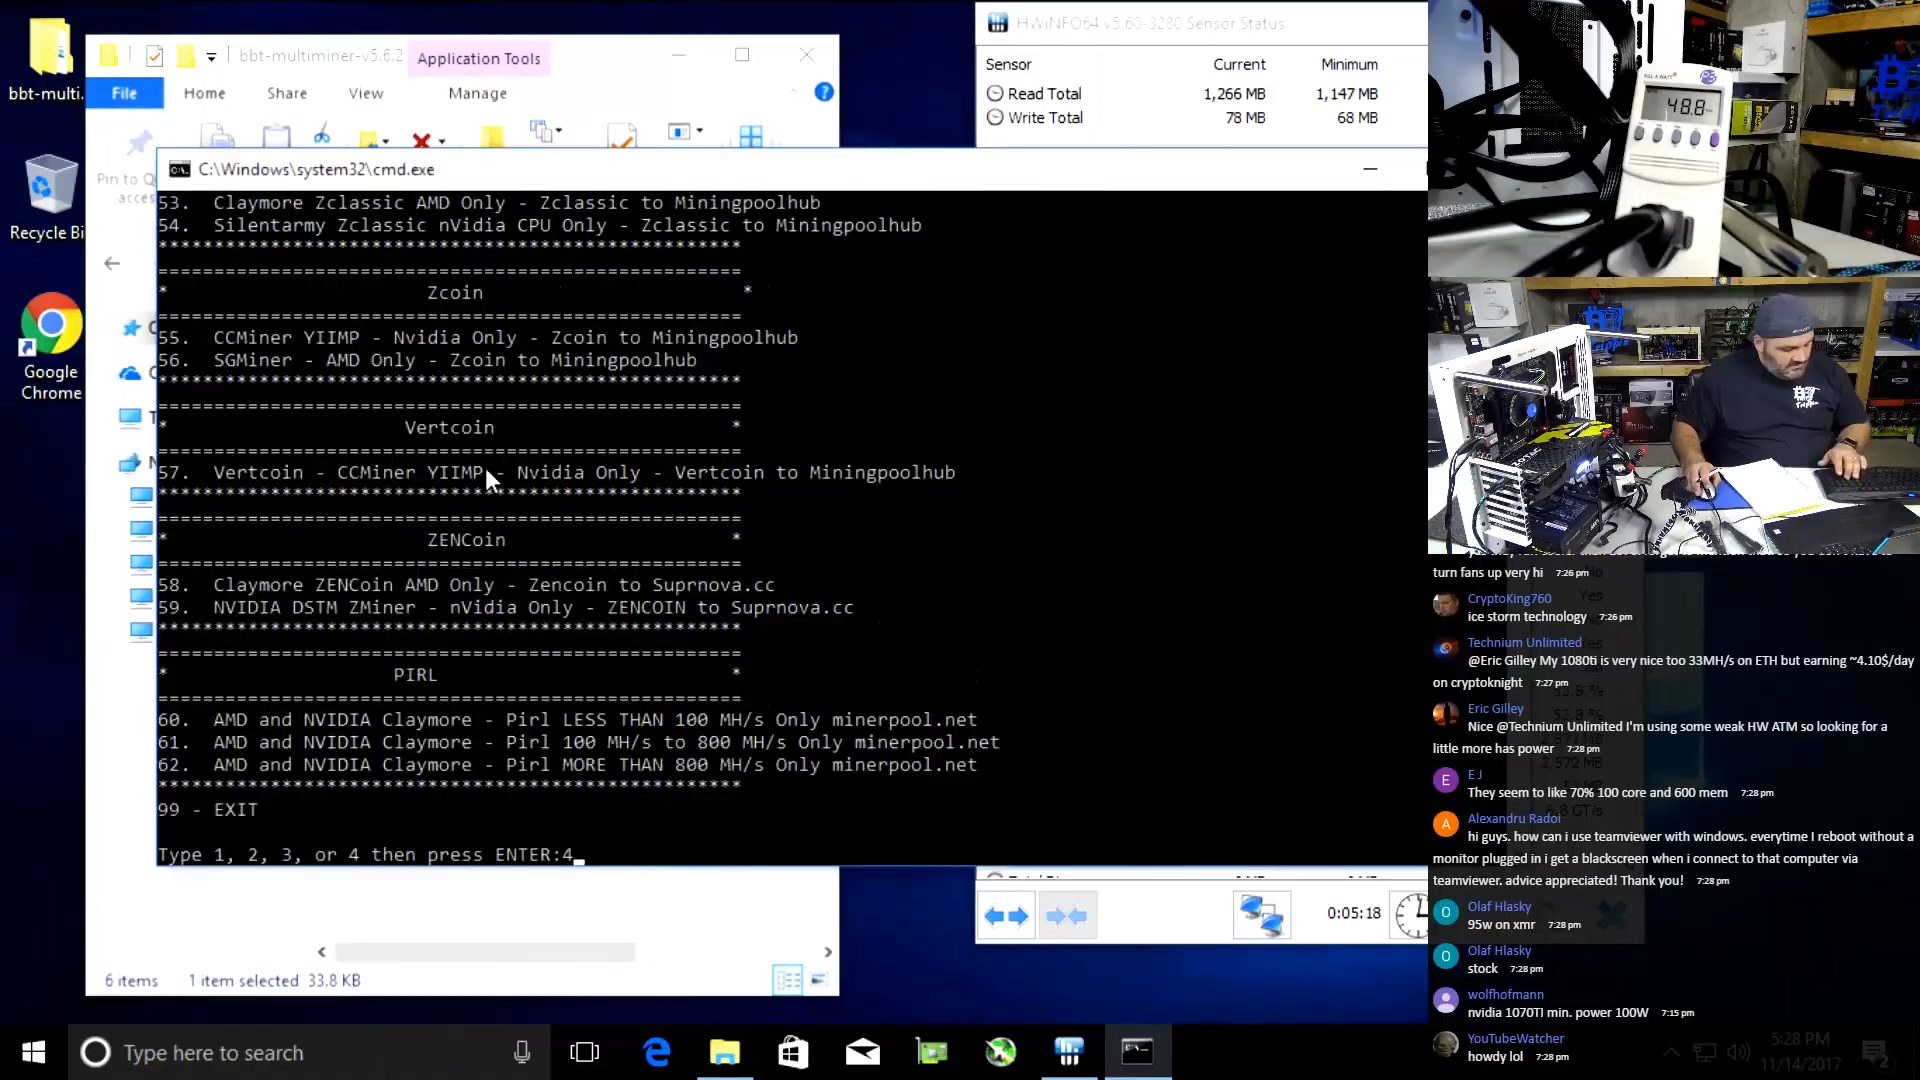 bbt-multiminer-v5.6.2
Application Tools
File
Home
Share
View
Manage
bbt-multi.
Recycle Bi
Google
Chrome
HWiNFO64 v5.60-3280 Sensor Status
Sensor Current Minimum
Read Total 1,266 MB 1,147 MB
Write Total 78 MB 68 MB
C:\Windows\system32\cmd.exe
53. Claymore Zclassic AMD Only - Zclassic to Miningpoolhub
54. Silentarmy Zclassic nVidia CPU Only - Zclassic to Miningpoolhub
* Zcoin *
55. CCMiner YIIMP - Nvidia Only - Zcoin to Miningpoolhub
56. SGMiner - AMD Only - Zcoin to Miningpoolhub
* Vertcoin *
57. Vertcoin - CCMiner YIIMP - Nvidia Only - Vertcoin to Miningpoolhub
* ZENCoin *
58. Claymore ZENCoin AMD Only - Zencoin to Suprnova.cc
59. NVIDIA DSTM ZMiner - nVidia Only - ZENCOIN to Suprnova.cc
* PIRL *
60. AMD and NVIDIA Claymore - Pirl LESS THAN 100 MH/s Only minerpool.net
61. AMD and NVIDIA Claymore - Pirl 100 MH/s to 800 MH/s Only minerpool.net
62. AMD and NVIDIA Claymore - Pirl MORE THAN 800 MH/s Only minerpool.net
99 - EXIT
Type 1, 2, 3, or 4 then press ENTER:4_
6 items 1 item selected 33.8 KB
0:05:18
Type here to search
5:28 PM
11/14/2017
48.8
turn fans up very hi 7:26 pm
CryptoKing760
ice storm technology 7:26 pm
Technium Unlimited
@Eric Gilley My 1080ti is very nice too 33MH/s on ETH but earning ~4.10$/day
on cryptoknight 7:27 pm
Eric Gilley
Nice @Technium Unlimited I'm using some weak HW ATM so looking for a
little more has power 7:28 pm
E J
They seem to like 70% 100 core and 600 mem 7:28 pm
Alexandru Radoi
hi guys. how can i use teamviewer with windows. everytime I reboot without a
monitor plugged in i get a blackscreen when i connect to that computer via
teamviewer. advice appreciated! Thank you! 7:28 pm
Olaf Hlasky
95w on xmr 7:28 pm
Olaf Hlasky
stock 7:28 pm
wolfhofmann
nvidia 1070TI min. power 100W 7:15 pm
YouTubeWatcher
howdy lol 7:28 pm